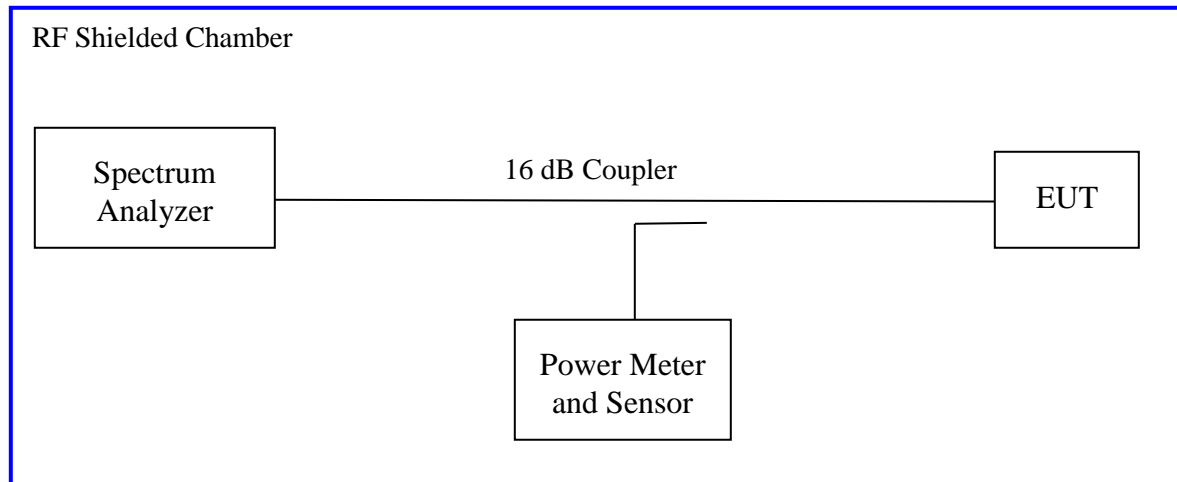 RF Shielded Chamber
Spectrum
Analyzer
16 dB Coupler
EUT
Power Meter
and Sensor